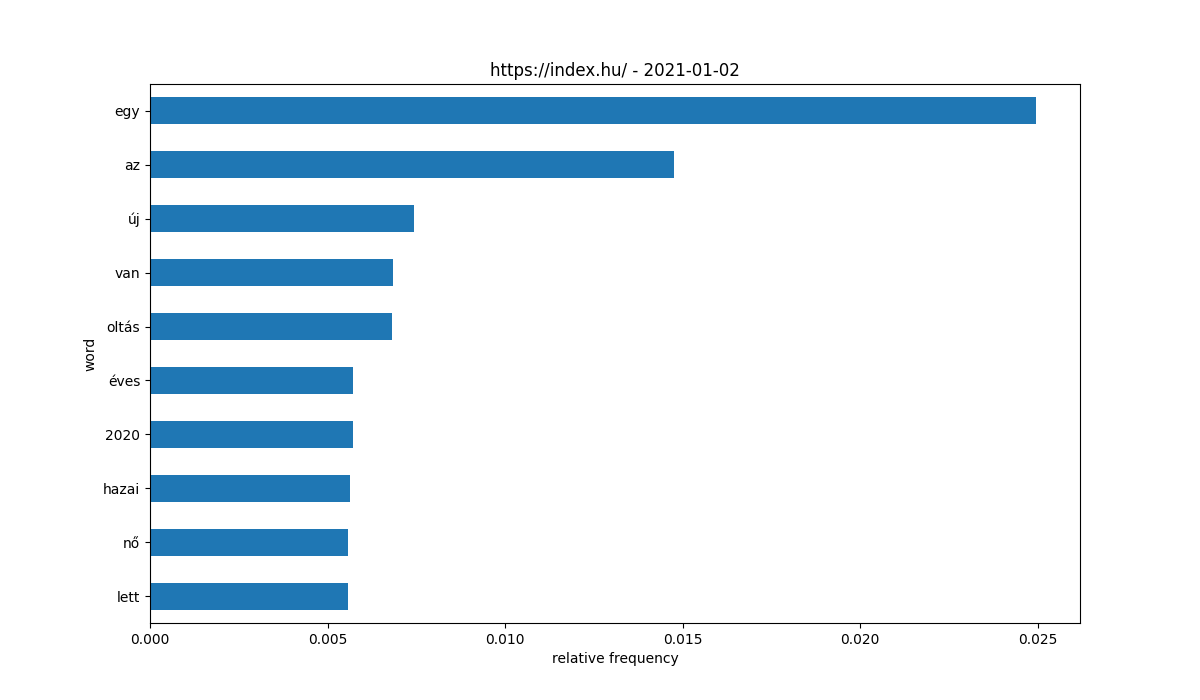 https://index.hu/ - 2021-01-02
egy
az
új
van
oltás
éves
2020
hazai
nő
lett
word
0.000 0.005 0.010 0.015 0.020 0.025
relative frequency